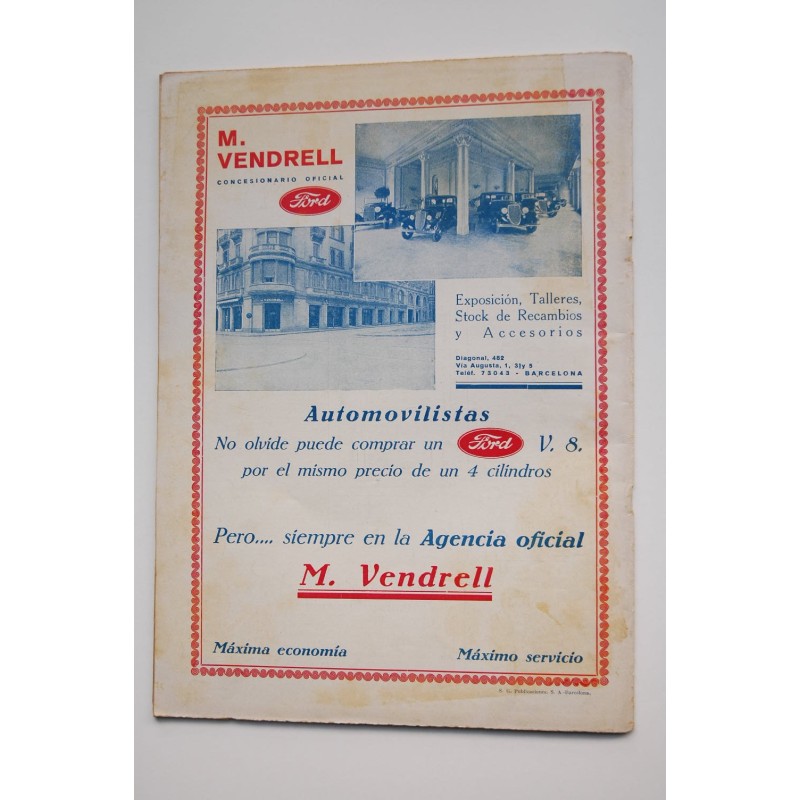 M.
VENDRELL
CONCESIONARIO OFICIAL
Ford
Exposición, Talleres,
Stock de Recambios
y Accesorios
Diagonal, 482
Vía Augusta, 1, 3 y 5
Teléf. 73043 - BARCELONA
Automovilistas
No olvide puede comprar un Ford V. 8.
por el mismo precio de un 4 cilindros
Pero.... siempre en la Agencia oficial
M. Vendrell
Máxima economía
Máximo servicio
S. G. Publicaciones, S. A. Barcelona.